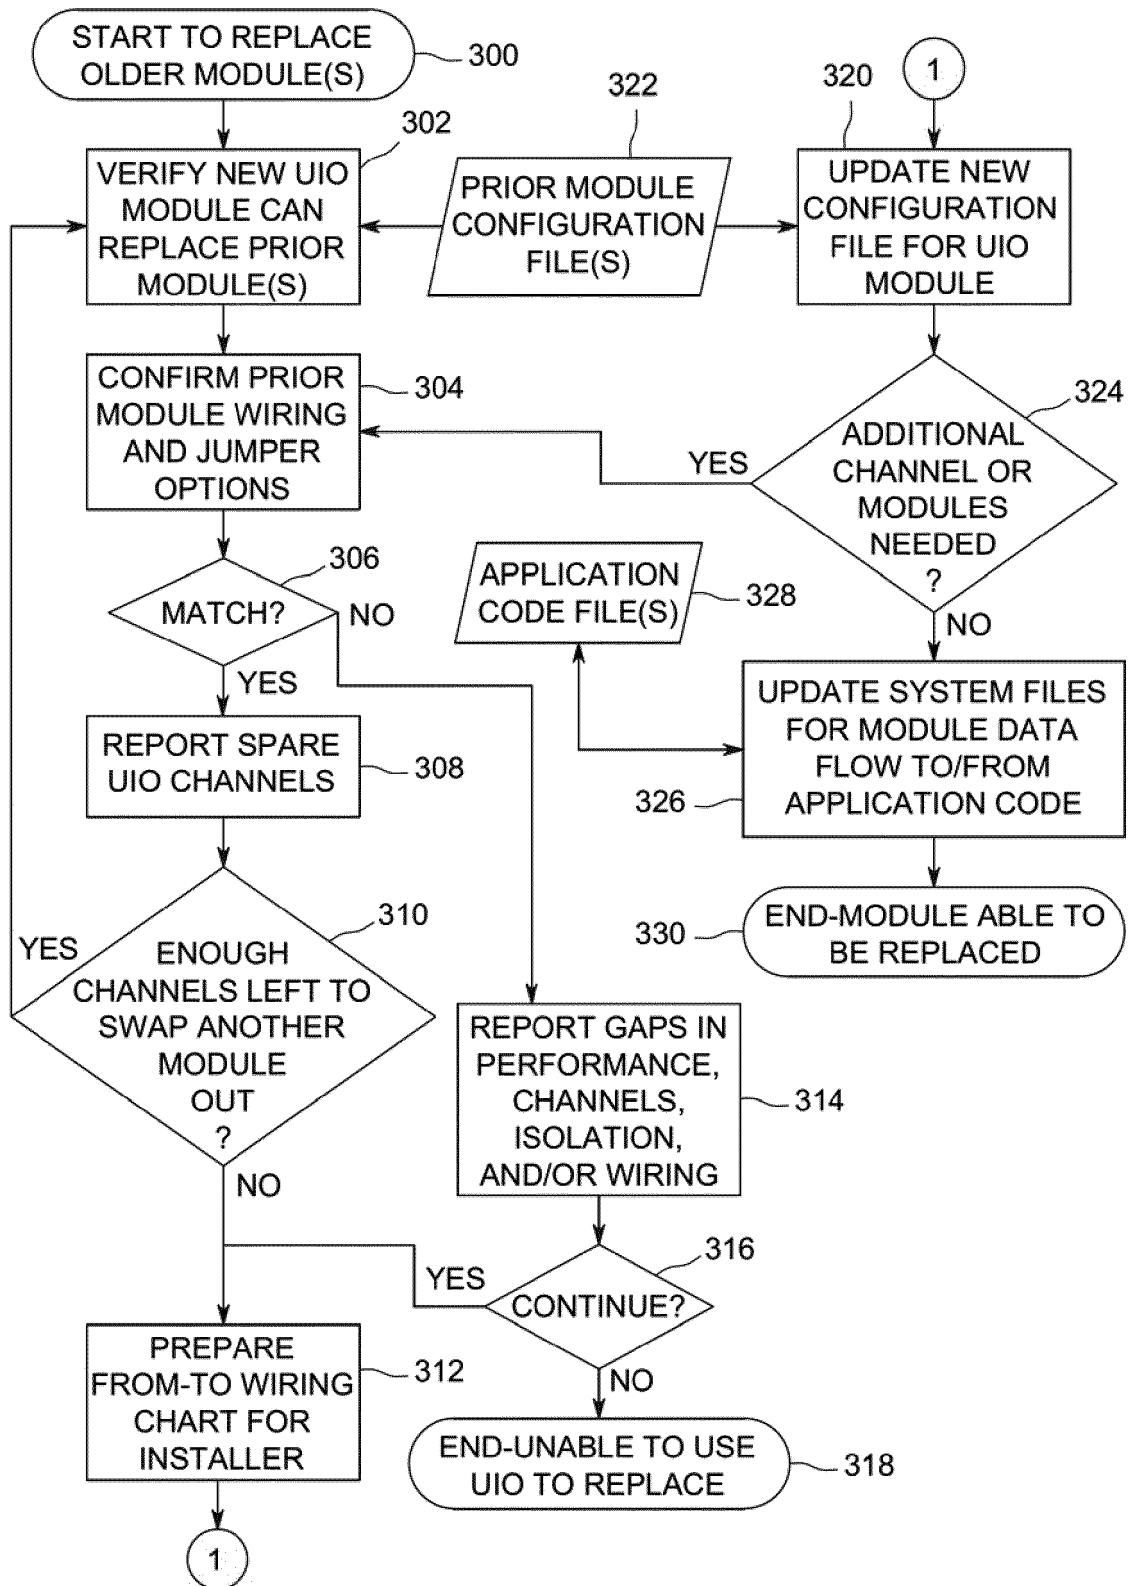 START TO REPLACE
OLDER MODULE(S)
300
302
VERIFY NEW UIO
MODULE CAN
REPLACE PRIOR
MODULE(S)
322
PRIOR MODULE
CONFIGURATION
FILE(S)
1
320
UPDATE NEW
CONFIGURATION
FILE FOR UIO
MODULE
CONFIRM PRIOR
MODULE WIRING
AND JUMPER
OPTIONS
304
324
ADDITIONAL
CHANNEL OR
MODULES
NEEDED
?
YES
NO
306
MATCH?
NO
YES
APPLICATION
CODE FILE(S)
328
UPDATE SYSTEM FILES
FOR MODULE DATA
FLOW TO/FROM
APPLICATION CODE
326
REPORT SPARE
UIO CHANNELS
308
310
YES
ENOUGH
CHANNELS LEFT TO
SWAP ANOTHER
MODULE
OUT
?
NO
END-MODULE ABLE TO
BE REPLACED
330
REPORT GAPS IN
PERFORMANCE,
CHANNELS,
ISOLATION,
AND/OR WIRING
314
316
YES
CONTINUE?
NO
PREPARE
FROM-TO WIRING
CHART FOR
INSTALLER
312
END-UNABLE TO USE
UIO TO REPLACE
318
1